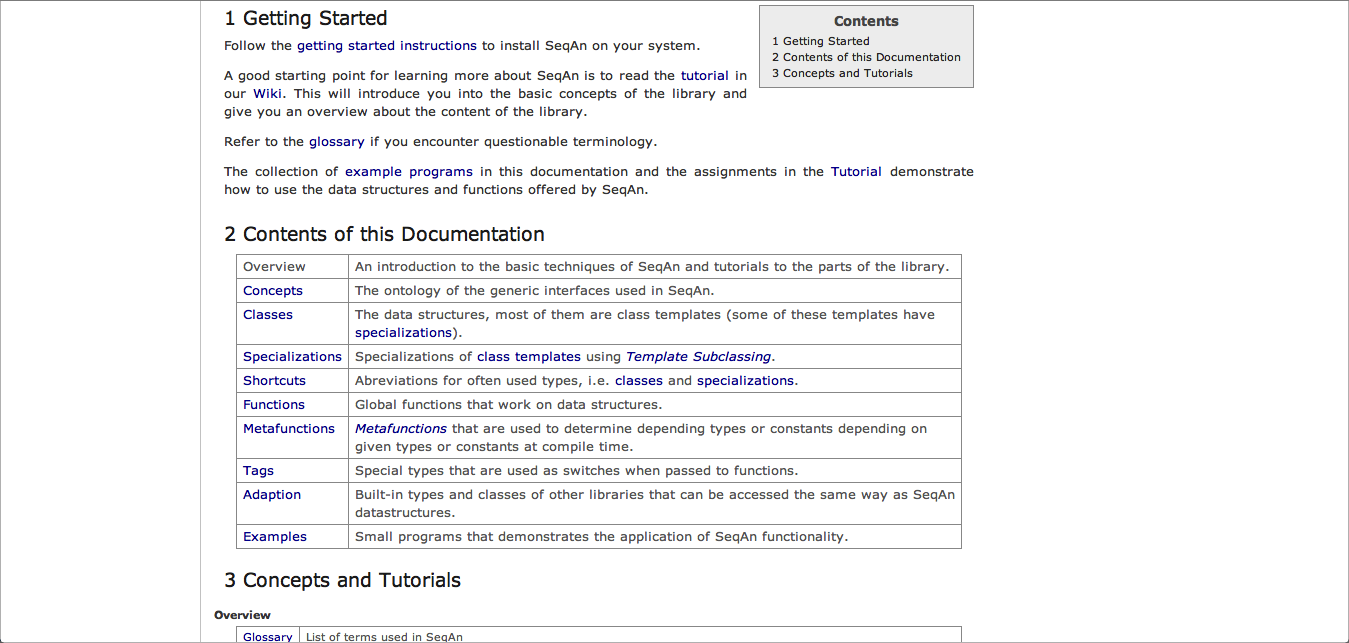 1 Getting Started
Contents
1 Getting Started
2 Contents of this Documentation
3 Concepts and Tutorials
Follow the getting started instructions to install SeqAn on your system.
A good starting point for learning more about SeqAn is to read the tutorial in
our Wiki. This will introduce you into the basic concepts of the library and
give you an overview about the content of the library.
Refer to the glossary if you encounter questionable terminology.
The collection of example programs in this documentation and the assignments in the Tutorial demonstrate
how to use the data structures and functions offered by SeqAn.
2 Contents of this Documentation
Overview An introduction to the basic techniques of SeqAn and tutorials to the parts of the library.
Concepts The ontology of the generic interfaces used in SeqAn.
Classes The data structures, most of them are class templates (some of these templates have
specializations).
Specializations Specializations of class templates using Template Subclassing.
Shortcuts Abreviations for often used types, i.e. classes and specializations.
Functions Global functions that work on data structures.
Metafunctions Metafunctions that are used to determine depending types or constants depending on
given types or constants at compile time.
Tags Special types that are used as switches when passed to functions.
Adaption Built-in types and classes of other libraries that can be accessed the same way as SeqAn
datastructures.
Examples Small programs that demonstrates the application of SeqAn functionality.
3 Concepts and Tutorials
Overview
Glossary List of terms used in SeqAn